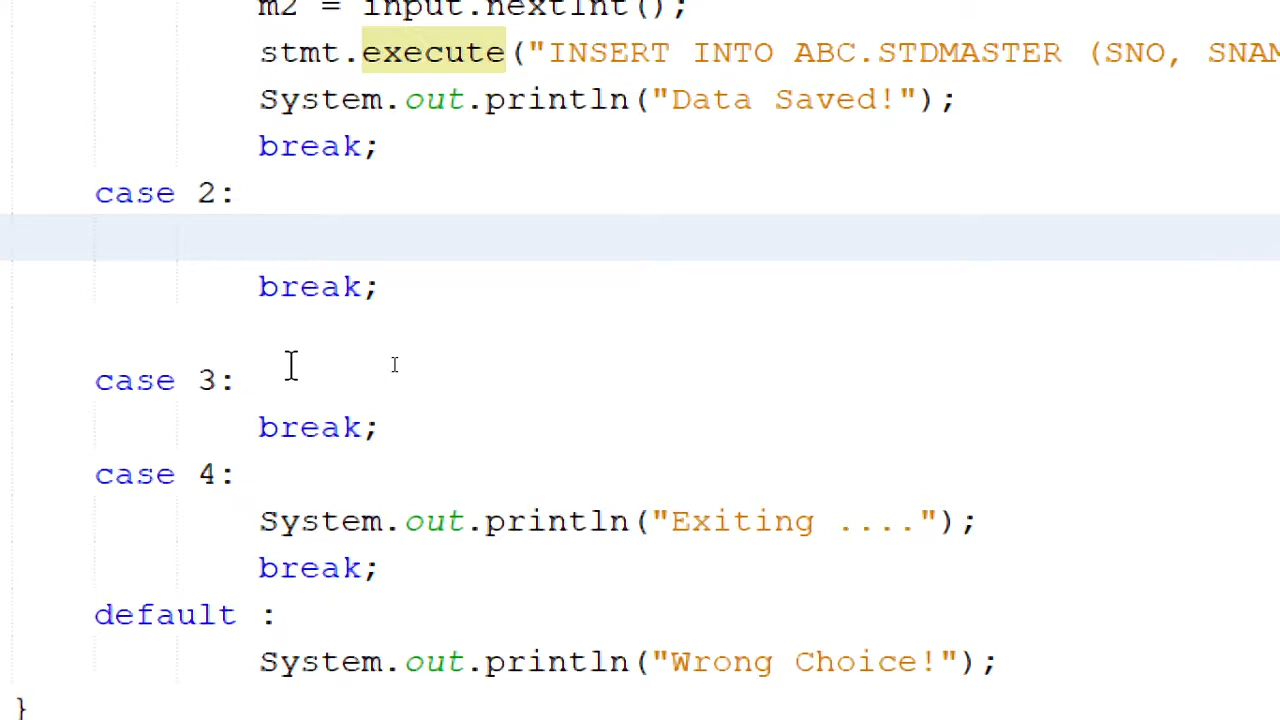 m2 = input.nextInt();
stmt.execute("INSERT INTO ABC.STDMASTER (SNO, SNAM
System.out.println("Data Saved!");
break;
case 2:
break;
case 3:
break;
case 4:
System.out.println("Exiting ....");
break;
default :
System.out.println("Wrong Choice!");
}